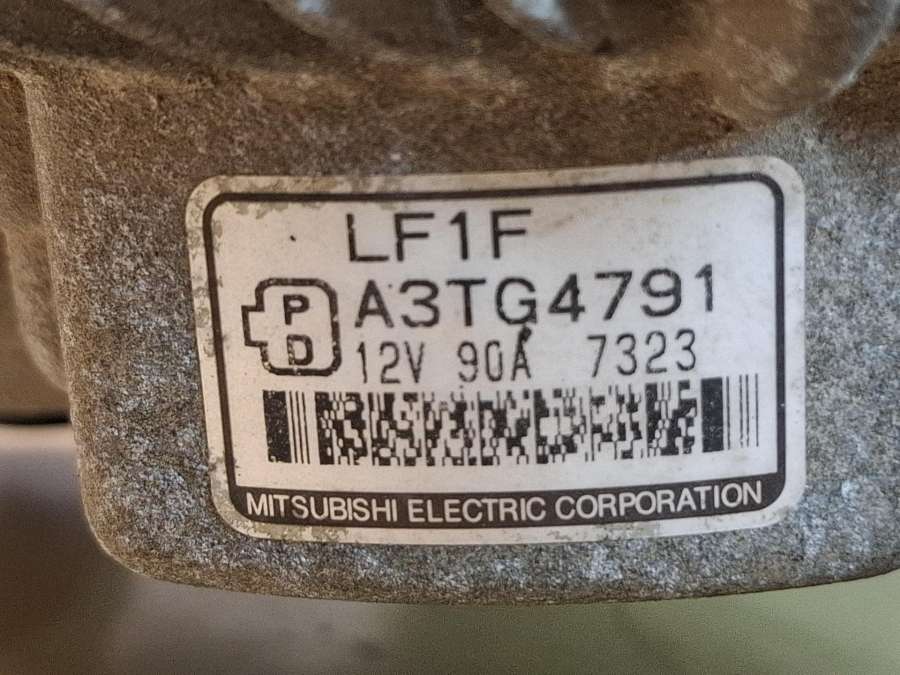 LF1F
P
D
A3TG4791
12V 90A 7323
MITSUBISHI ELECTRIC CORPORATION